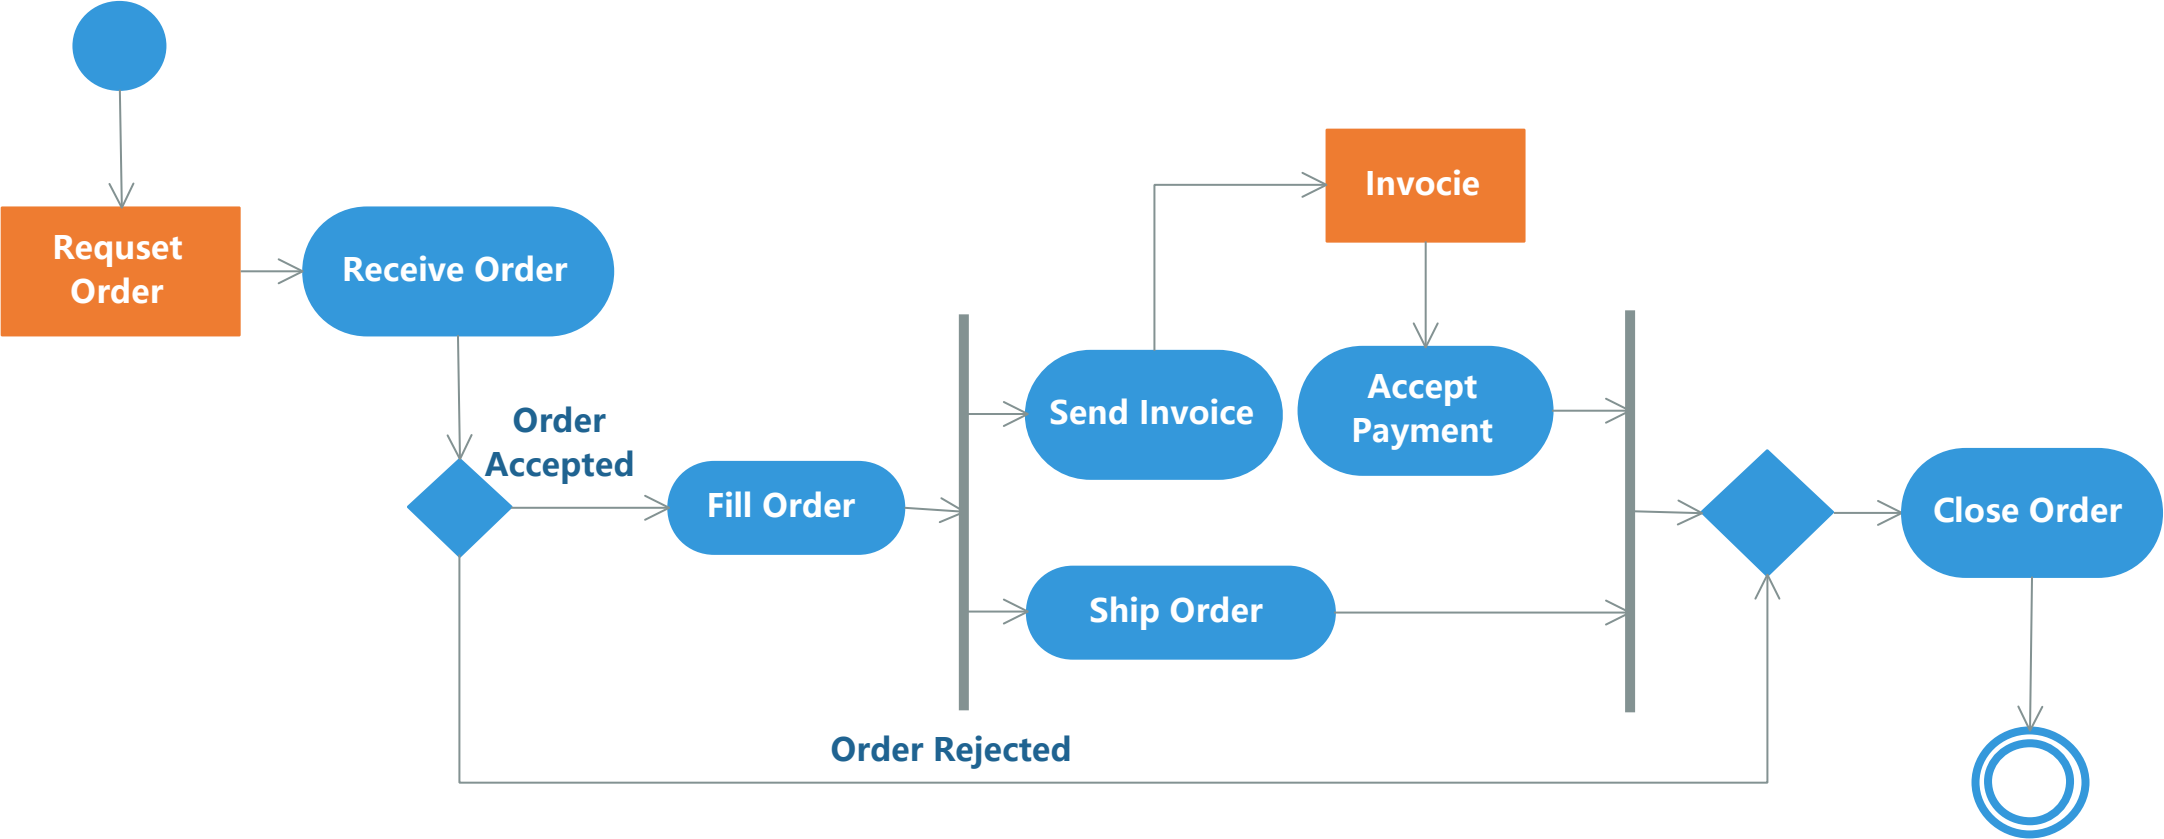 Requset
Order
Receive Order
Order
Accepted
Fill Order
Send Invoice
Invocie
Accept
Payment
Ship Order
Order Rejected
Close Order